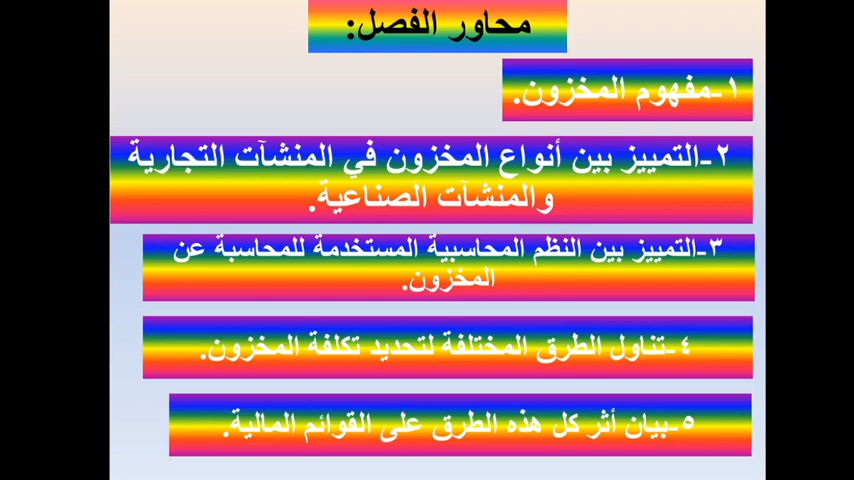 محاور الفصل:
١-مفهوم المخزون.
٢-التمييز بين أنواع المخزون في المنشآت التجارية
والمنشآت الصناعية.
٣-التمييز بين النظم المحاسبية المستخدمة للمحاسبة عن
المخزون.
٤-تناول الطرق المختلفة لتحديد تكلفة المخزون.
٥-بيان أثر كل هذه الطرق على القوائم المالية.